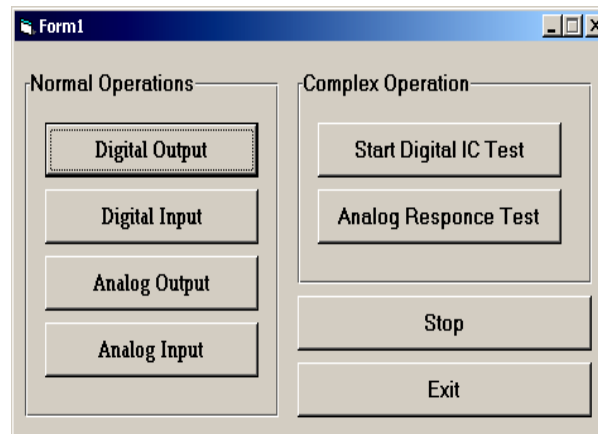 Form1
Normal Operations
Digital Output
Digital Input
Analog Output
Analog Input
Complex Operation
Start Digital IC Test
Analog Responce Test
Stop
Exit